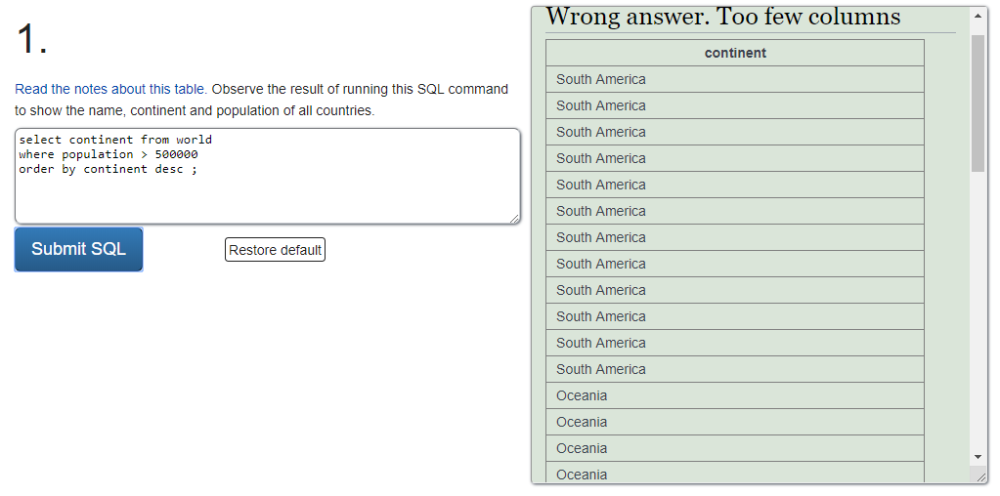 1.
Read the notes about this table. Observe the result of running this SQL command
to show the name, continent and population of all countries.
select continent from world
where population > 500000
order by continent desc ;
Submit SQL
Restore default
Wrong answer. Too few columns
continent
South America
South America
South America
South America
South America
South America
South America
South America
South America
South America
South America
South America
Oceania
Oceania
Oceania
Oceania